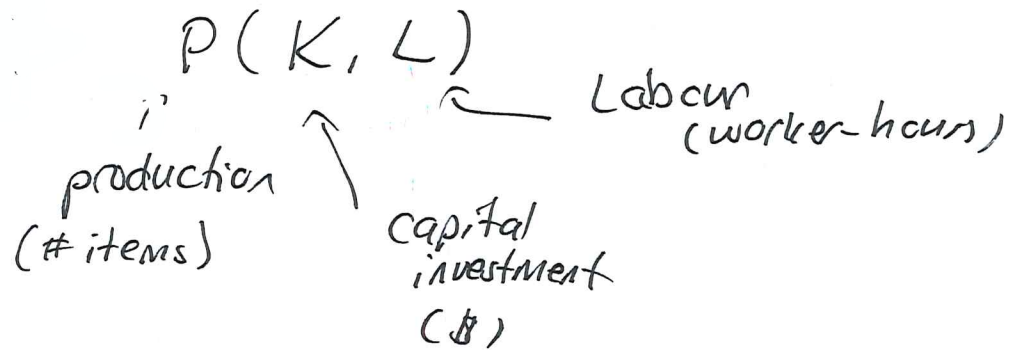 P(K, L)
Labour
(worker-hours)
production
(# items)
capital
investment
($)